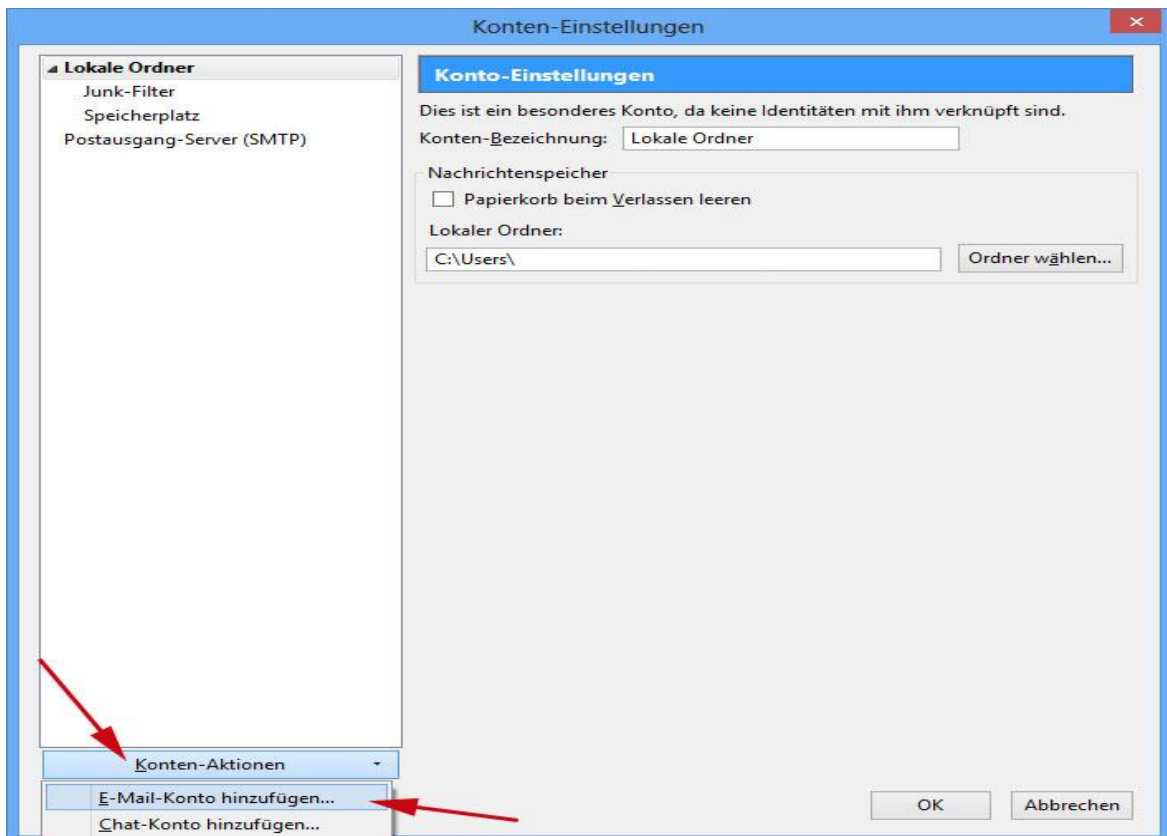 Konten-Einstellungen
Lokale Ordner
Junk-Filter
Speicherplatz
Postausgang-Server (SMTP)
Konto-Einstellungen
Dies ist ein besonderes Konto, da keine Identitäten mit ihm verknüpft sind.
Konten-Bezeichnung: Lokale Ordner
Nachrichtenspeicher
Papierkorb beim Verlassen leeren
Lokaler Ordner:
C:\Users\ Ordner wählen...
Konten-Aktionen
E-Mail-Konto hinzufügen...
Chat-Konto hinzufügen...
OK Abbrechen